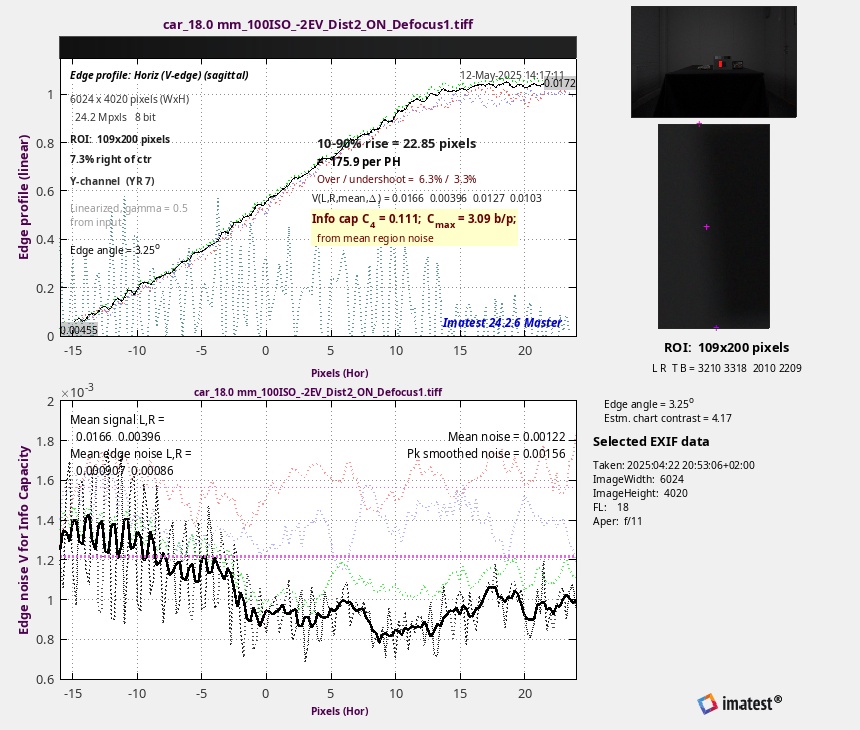 car_18.0 mm_100ISO_-2EV_Dist2_ON_Defocus1.tiff
Edge profile: Horiz (V-edge) (sagittal)
12-May-2025 14:17:11
0.0172
6024 x 4020 pixels (WxH)
24.2 Mpxls   8 bit
ROI:  109x200 pixels
7.3% right of ctr
Y-channel  (YR 7)
Linearized, gamma = 0.5
from input
Edge angle = 3.25o
10-90% rise = 22.85 pixels
= 175.9 per PH
Over / undershoot =  6.3% /  3.3%
V(L,R,mean,Δ) = 0.0166  0.00396  0.0127  0.0103
Info cap C4 = 0.111;  Cmax = 3.09 b/p;
from mean region noise
0.00455
Imatest 24.2.6 Master
Edge profile (linear)
1
0.8
0.6
0.4
0.2
0
-15 -10 -5 0 5 10 15 20
Pixels (Hor)
ROI:  109x200 pixels
L R  T B = 3210 3318  2010 2209
×10-3
car_18.0 mm_100ISO_-2EV_Dist2_ON_Defocus1.tiff
Mean signal L,R =
0.0166  0.00396
Mean edge noise L,R =
0.000907  0.00086
Mean noise = 0.00122
Pk smoothed noise = 0.00156
Edge noise V for Info Capacity
2
1.8
1.6
1.4
1.2
1
0.8
0.6
-15 -10 -5 0 5 10 15 20
Pixels (Hor)
Edge angle = 3.25o
Estm. chart contrast = 4.17
Selected EXIF data
Taken: 2025:04:22 20:53:06+02:00
ImageWidth:  6024
ImageHeight:  4020
FL:    18
Aper:  f/11
imatest®